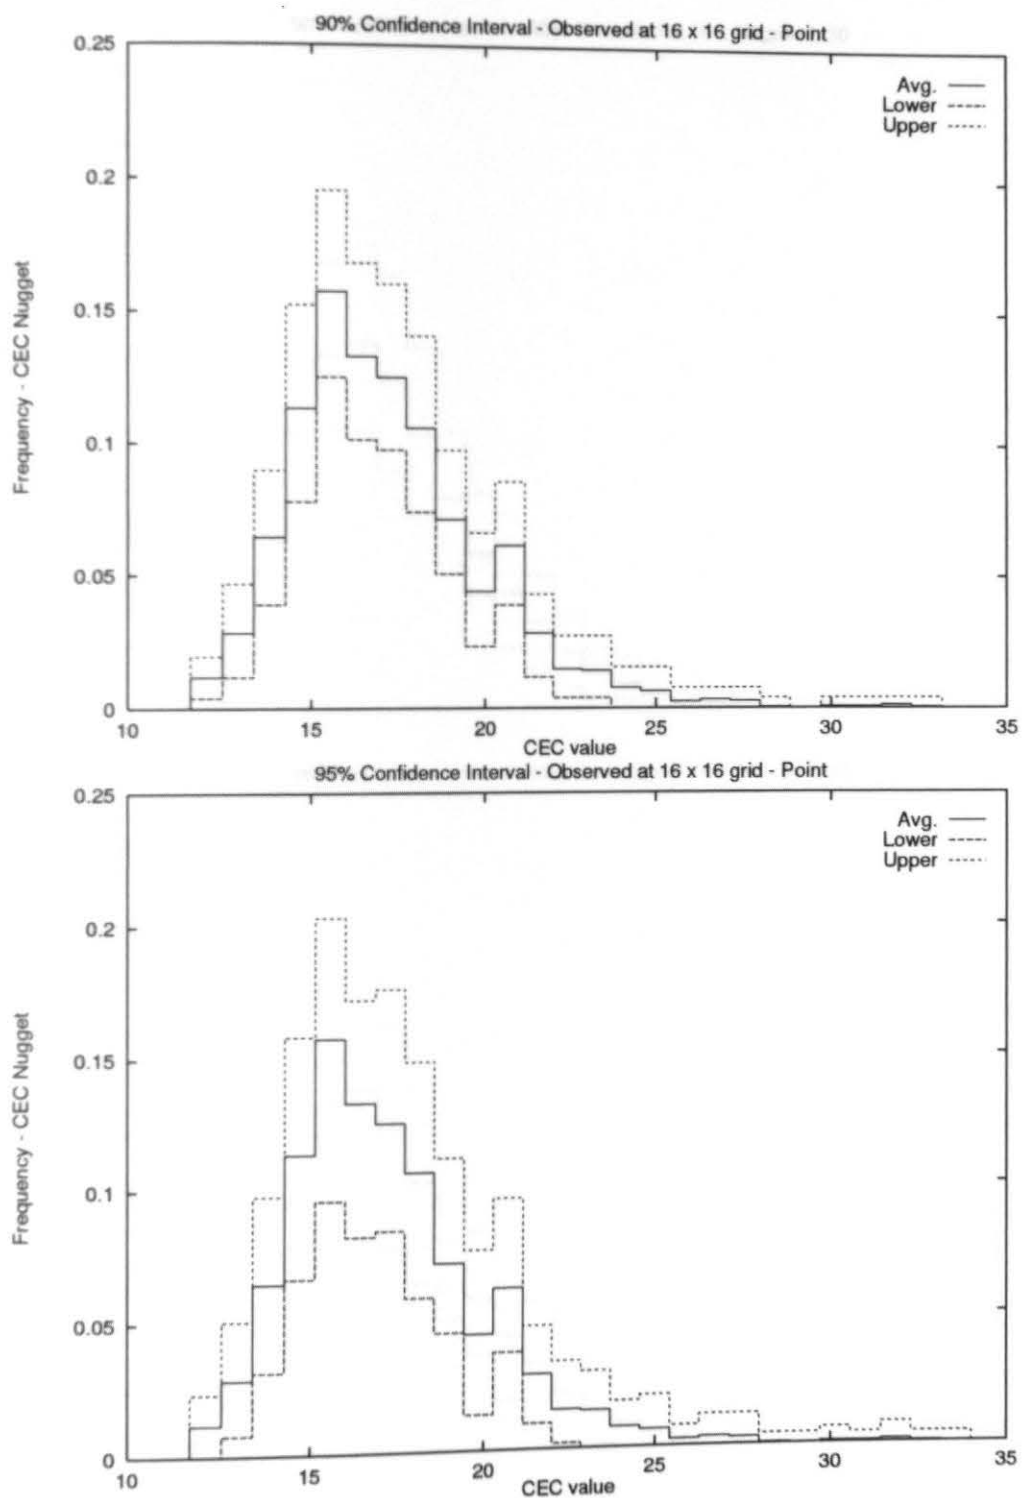 90% Confidence Interval - Observed at 16 x 16 grid - Point
0.25
0.2
0.15
0.1
0.05
0
Frequency - CEC Nugget
Avg.
Lower
Upper
10 15 20 25 30 35
CEC value
95% Confidence Interval - Observed at 16 x 16 grid - Point
0.25
0.2
0.15
0.1
0.05
0
Frequency - CEC Nugget
Avg.
Lower
Upper
10 15 20 25 30 35
CEC value